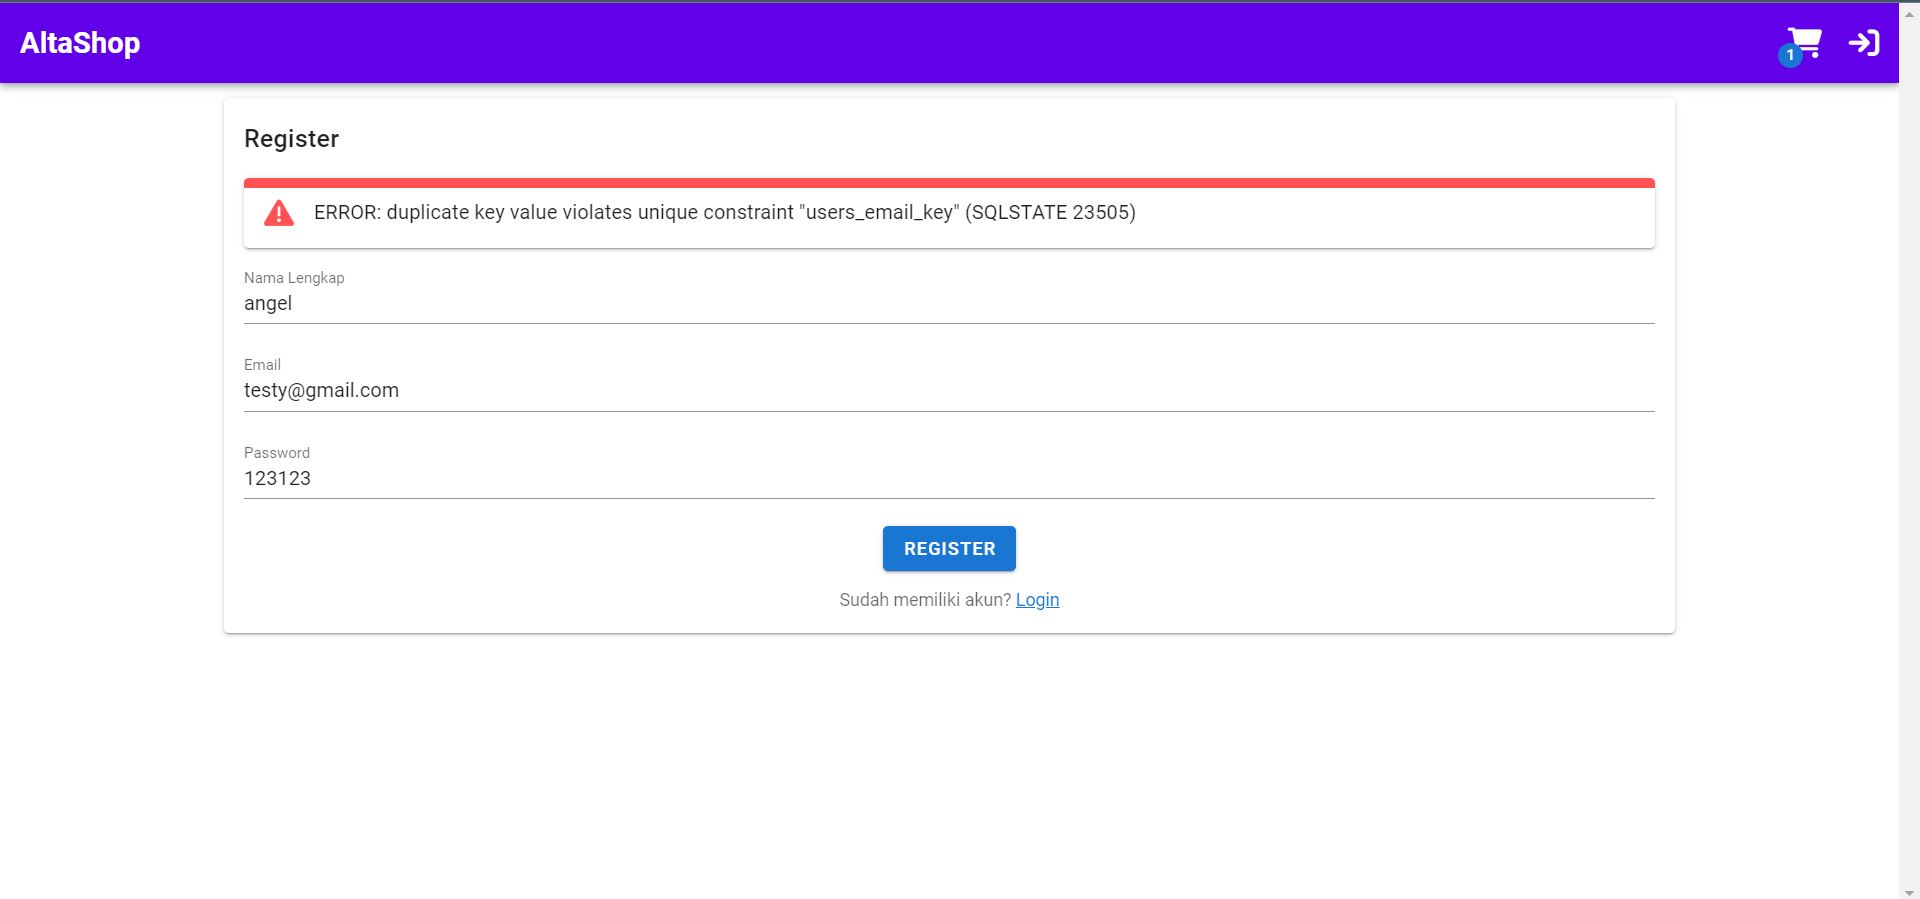 AltaShop
1
Register
ERROR: duplicate key value violates unique constraint "users_email_key" (SQLSTATE 23505)
Nama Lengkap
angel
Email
testy@gmail.com
Password
123123
REGISTER
Sudah memiliki akun? Login